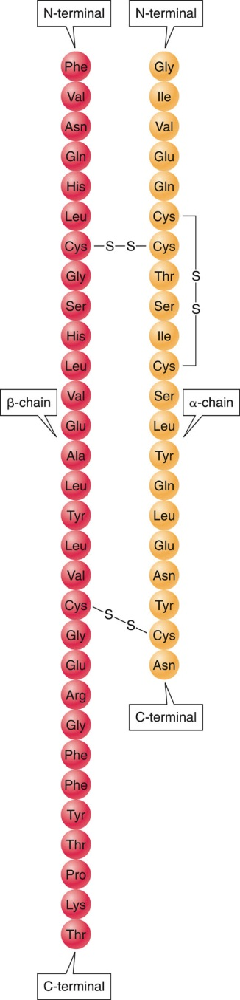 N-terminal N-terminal
Phe Gly
Val Ile
Asn Val
Gln Glu
His Gln
Leu Cys
Cys S S Cys
Gly Thr S
Ser Ser S
His Ile
Leu Cys
Val Ser
β-chain α-chain
Glu Leu
Ala Tyr
Leu Gln
Tyr Leu
Leu Glu
Val Asn
Cys S S Tyr
Gly Cys
Glu Asn
Arg
C-terminal
Gly
Phe
Phe
Tyr
Thr
Pro
Lys
Thr
C-terminal